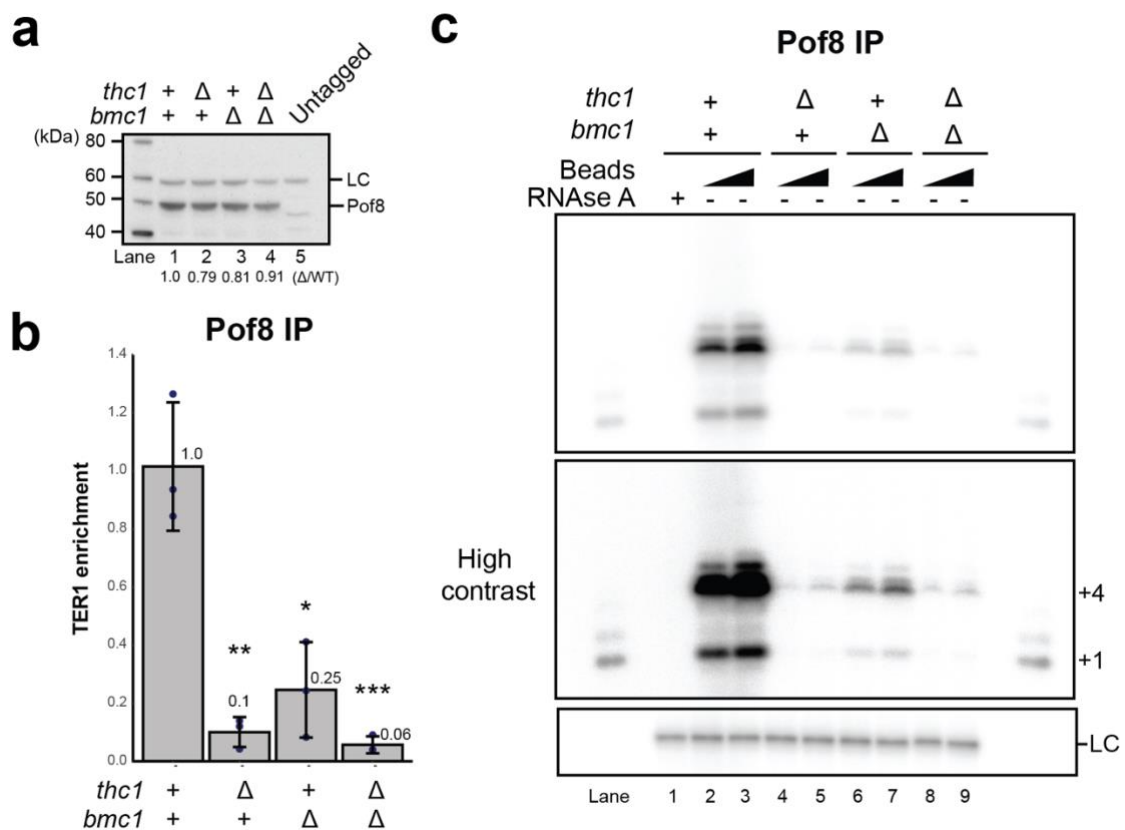 a
thc1 + Δ + Δ Untagged
bmc1 + + Δ Δ
(kDa) 80
60 LC
50 Pof8
40
Lane 1 2 3 4 5
1.0 0.79 0.81 0.91 (Δ/WT)
b
Pof8 IP
TER1 enrichment
1.4
1.2
1.0
0.8
0.6
0.4
0.2
0.0
1.0
**
0.1
*
0.25
***
0.06
thc1 + Δ + Δ
bmc1 + + Δ Δ
c
Pof8 IP
thc1 + Δ + Δ
bmc1 + + Δ Δ
Beads
RNAse A + - - - - - - - -
High
contrast
+4
+1
LC
Lane 1 2 3 4 5 6 7 8 9